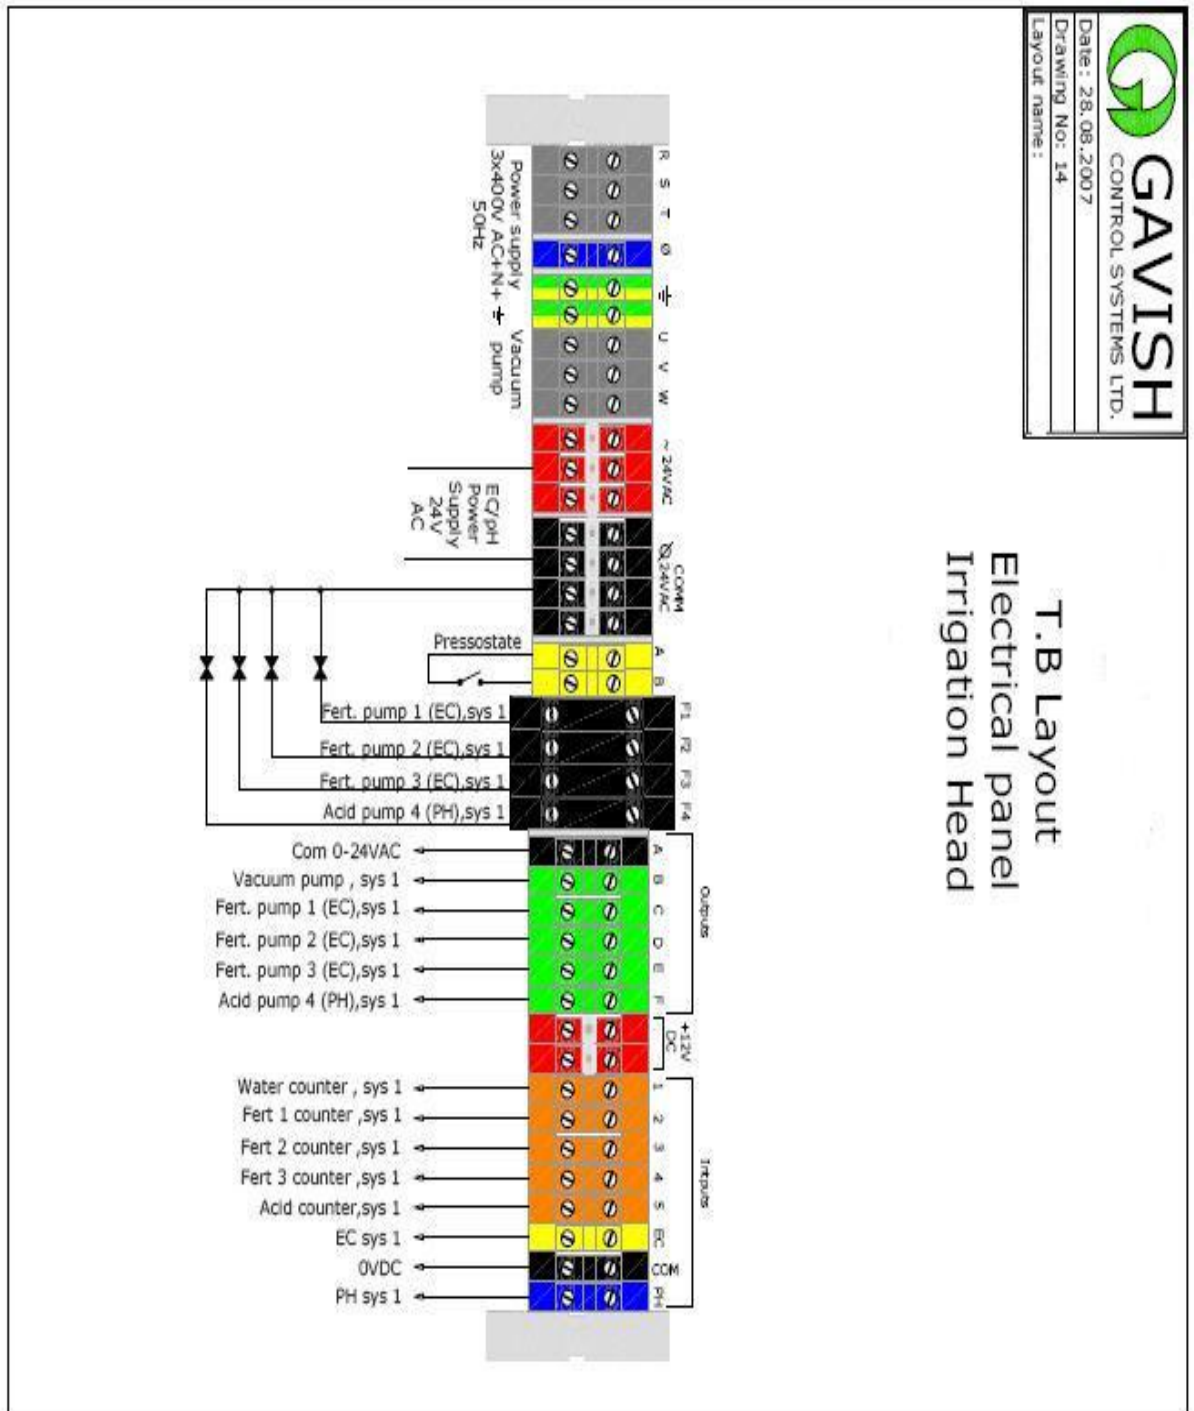 GAVISH
CONTROL SYSTEMS LTD.
Date: 28.08.2007
Drawing No: 14
Layout name:
T.B Layout
Electrical panel
Irrigation Head
R
S
T
Ø
U
V
W
~ 24VAC
COMM
24VAC
A
B
F1
F2
F3
F4
A
B
C
D
E
F
Outputs
+12V
DC
1
2
3
4
5
EC
COM
PH
Intputs
Power supply
3x400V AC+N+
50Hz
Vacuum
pump
EC/pH
Power
Supply
24V
AC
Pressostate
Fert. pump 1 (EC),sys 1
Fert. pump 2 (EC),sys 1
Fert. pump 3 (EC),sys 1
Acid pump 4 (PH),sys 1
Com 0-24VAC
Vacuum pump , sys 1
Fert. pump 1 (EC),sys 1
Fert. pump 2 (EC),sys 1
Fert. pump 3 (EC),sys 1
Acid pump 4 (PH),sys 1
Water counter , sys 1
Fert 1 counter ,sys 1
Fert 2 counter ,sys 1
Fert 3 counter ,sys 1
Acid counter,sys 1
EC sys 1
0VDC
PH sys 1